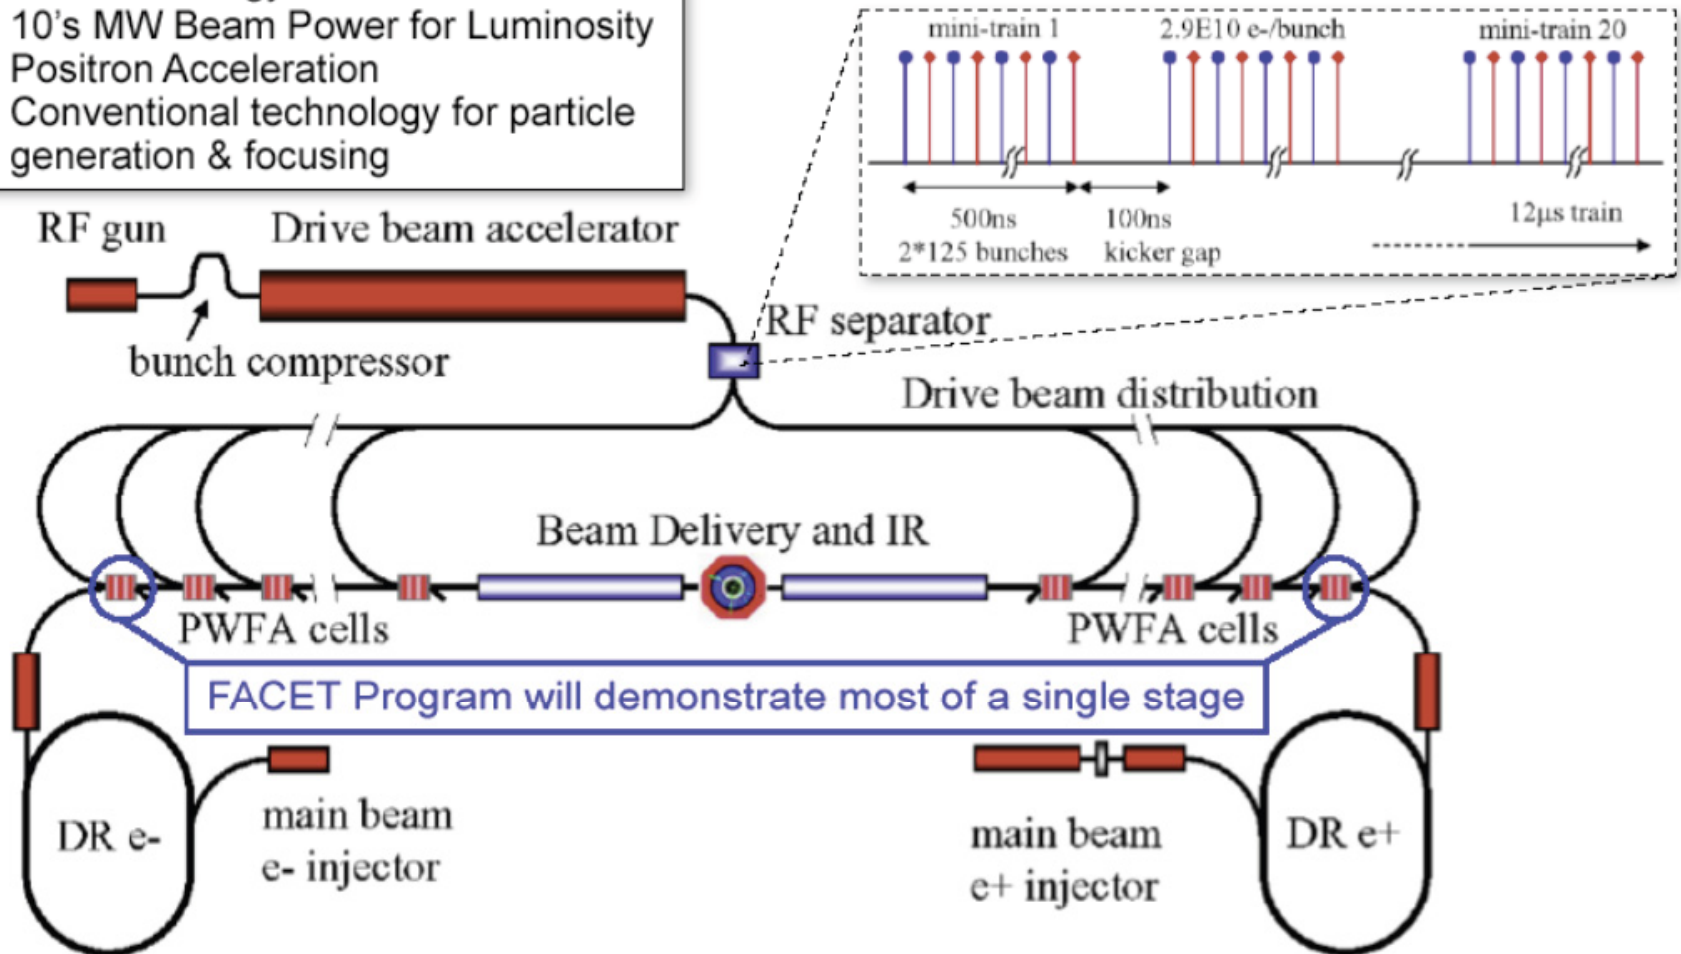 10's MW Beam Power for Luminosity
Positron Acceleration
Conventional technology for particle
generation & focusing
mini-train 1
2.9E10 e-/bunch
mini-train 20
500ns
2*125 bunches
100ns
kicker gap
12μs train
RF gun
Drive beam accelerator
bunch compressor
RF separator
Drive beam distribution
Beam Delivery and IR
PWFA cells
PWFA cells
FACET Program will demonstrate most of a single stage
DR e-
main beam
e- injector
main beam
e+ injector
DR e+